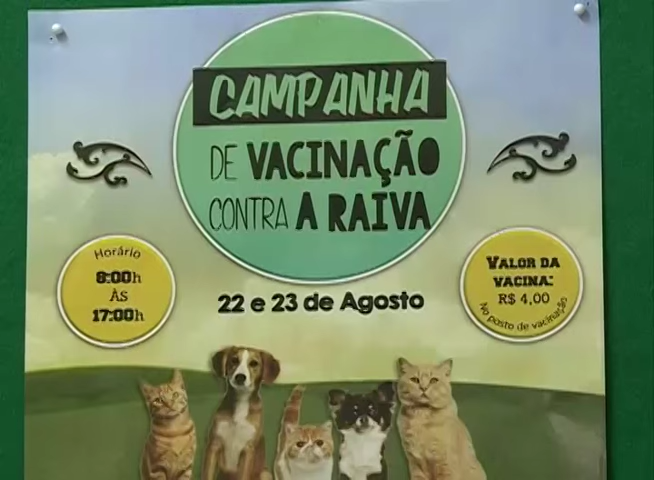 CAMPANHA
DE VACINAÇÃO
CONTRA A RAIVA
Horário
8:00h
ÀS
17:00h
22 e 23 de Agosto
VALOR DA
VACINA:
R$ 4,00
No posto de vacinação